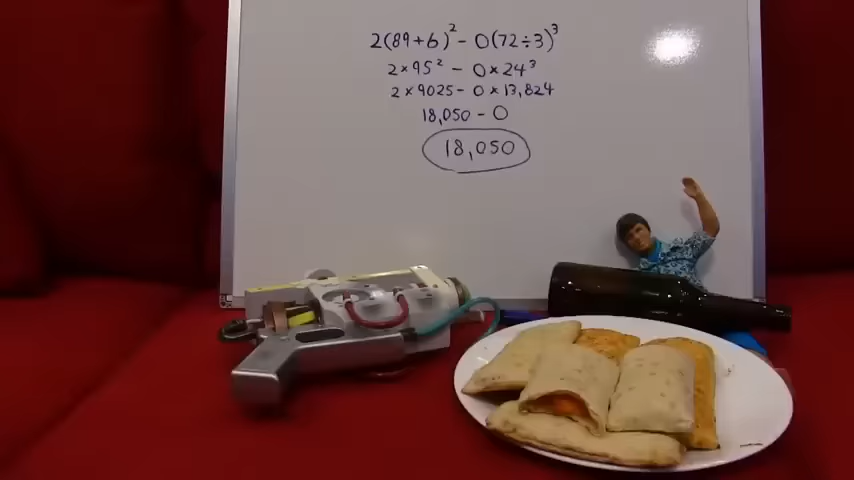 2(89+6)² - 0(72÷3)³
2×95² - 0×24³
2×9025 - 0×13,824
18,050 - 0
18,050